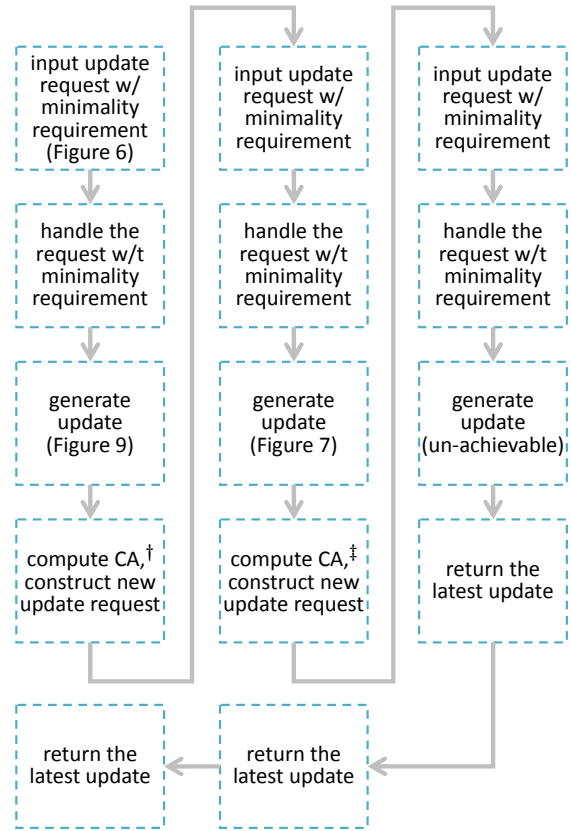 input update
request w/
minimality
requirement
(Figure 6)
handle the
request w/t
minimality
requirement
generate
update
(Figure 9)
compute CA,†
construct new
update request
input update
request w/
minimality
requirement
handle the
request w/t
minimality
requirement
generate
update
(Figure 7)
compute CA,‡
construct new
update request
input update
request w/
minimality
requirement
handle the
request w/t
minimality
requirement
generate
update
(un-achievable)
return the
latest update
return the
latest update
return the
latest update